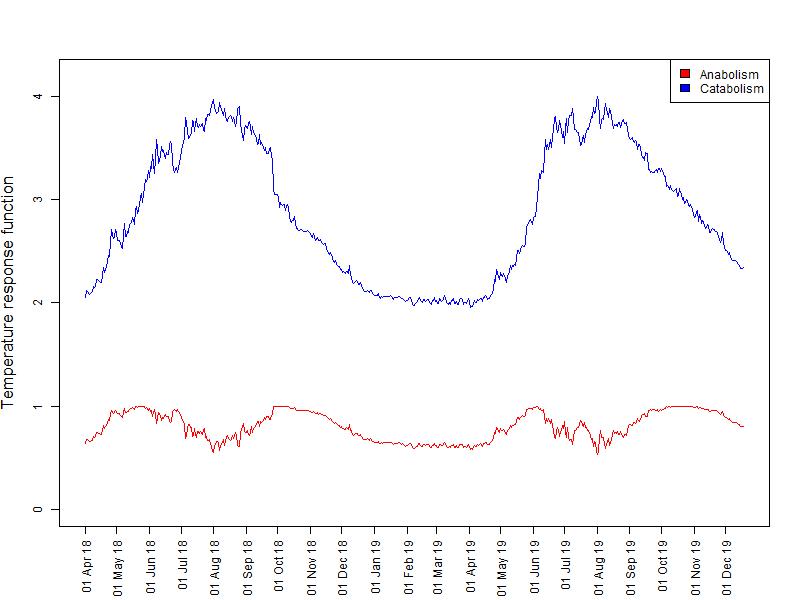 Anabolism
Catabolism
Temperature response function
4
3
2
1
0
01 Apr 18
01 May 18
01 Jun 18
01 Jul 18
01 Aug 18
01 Sep 18
01 Oct 18
01 Nov 18
01 Dec 18
01 Jan 19
01 Feb 19
01 Mar 19
01 Apr 19
01 May 19
01 Jun 19
01 Jul 19
01 Aug 19
01 Sep 19
01 Oct 19
01 Nov 19
01 Dec 19